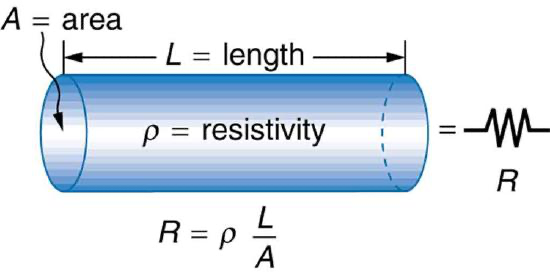 A = area
L = length
ρ = resistivity
=
R
R = ρ L/A